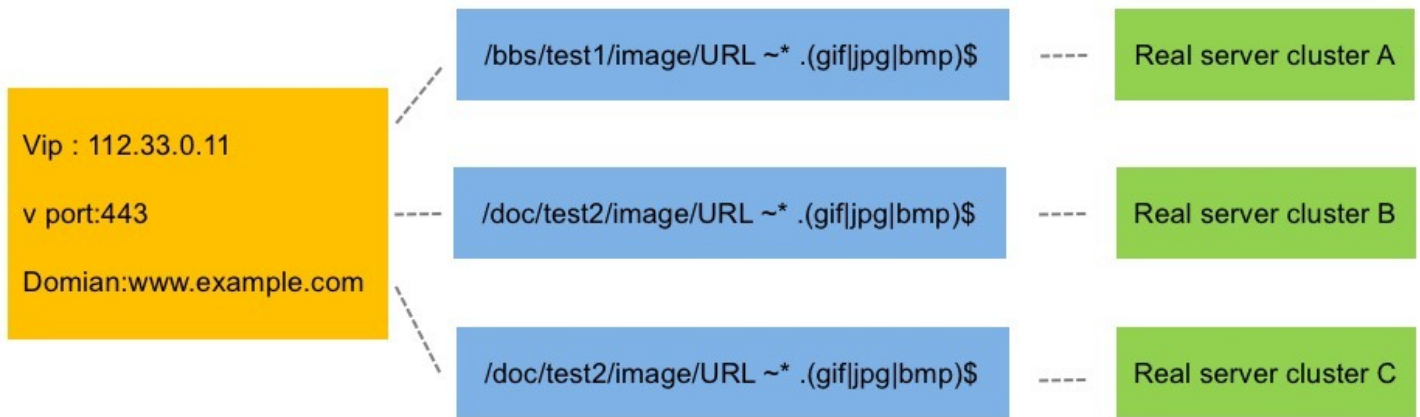 /bbs/test1/image/URL ~* .(gif|jpg|bmp)$
Real server cluster A
Vip : 112.33.0.11
v port:443
Domian:www.example.com
/doc/test2/image/URL ~* .(gif|jpg|bmp)$
Real server cluster B
/doc/test2/image/URL ~* .(gif|jpg|bmp)$
Real server cluster C